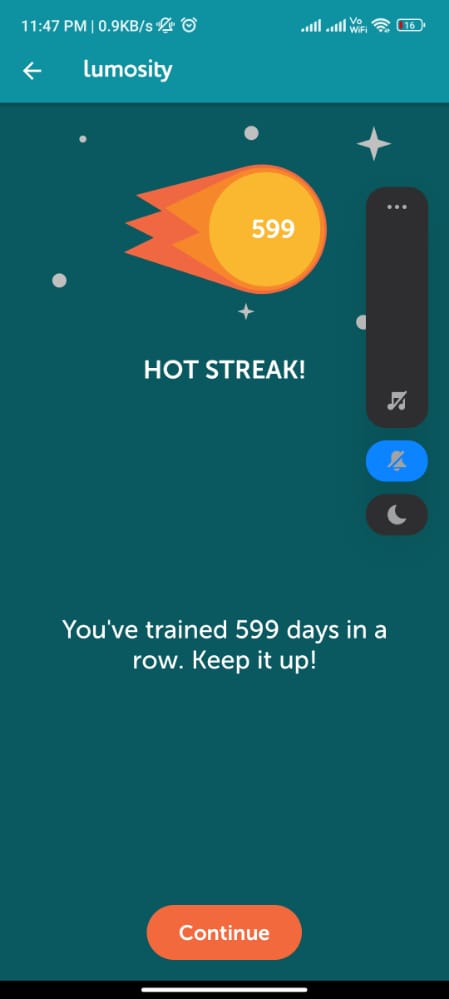 11:47 PM | 0.9KB/s
Vo
WiFi
16
lumosity
599
HOT STREAK!
You've trained 599 days in a
row. Keep it up!
Continue